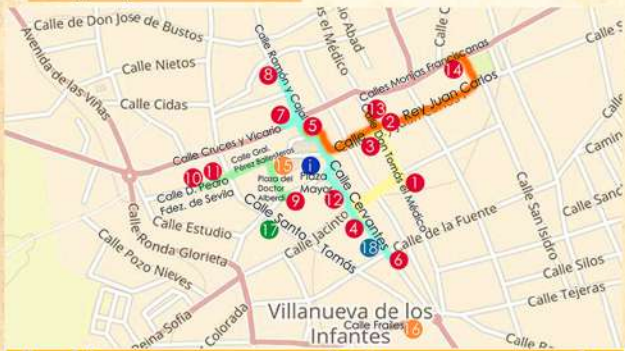 Calle de Don Jose de Bustos
Avenida de las Viñas
Calle Nietos
Calle Cidas
Calle Ramón y Cajal
as el Médico
io Abad
Calles Monjas Franciscanas
Calle S
8
14
7
5
13
2
Calle Rey Juan Carlos
3
Calle Don Tomás el Médico
Calle Cruces y Vicario
Calle Gral.
Pérez Ballesteros
10
11
Calle D. Pedro
Fdez. de Sevilla
15
i
Plaza del
Doctor
Alberdi
Plaza
Mayor
1
9
12
Calle Cervantes
4
Calle Estudio
Calle Santo Tomás
17
Calle Jacinto
18
Calle de la Fuente
6
Calle San Isidro
Camin
Calle Sanc
Calle Ronda Glorieta
Calle Pozo Nieves
Calle Silos
Calle Tejeras
Reina Sofia
Colorada
Villanueva de los
Infantes
Calle Frailes
16